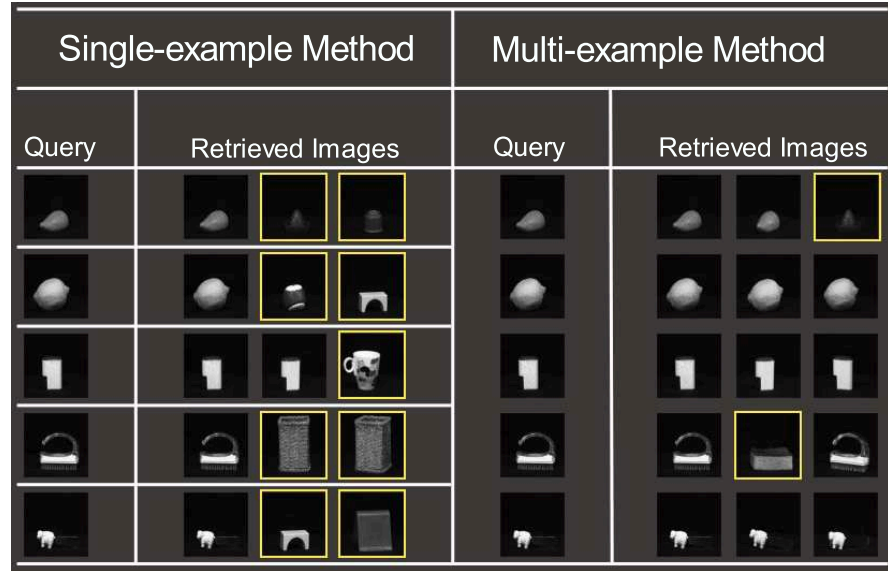 Single-example Method
Multi-example Method
Query
Retrieved Images
Query
Retrieved Images